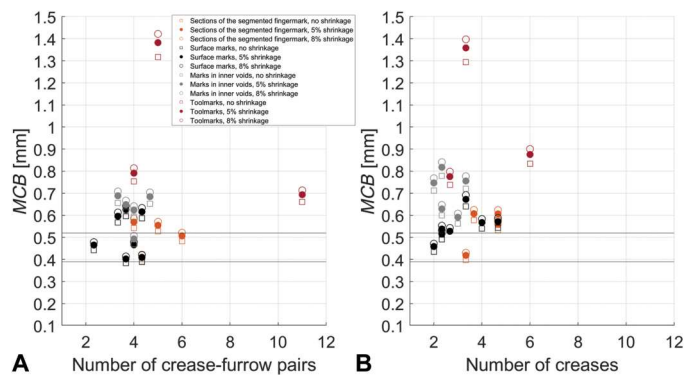 MCB [mm]
1.5
1.4
1.3
1.2
1.1
1
0.9
0.8
0.7
0.6
0.5
0.4
0.3
0.2
0.1
2 4 6 8 10 12
A Number of crease-furrow pairs
Sections of the segmented fingermark, no shrinkage
Sections of the segmented fingermark, 5% shrinkage
Sections of the segmented fingermark, 8% shrinkage
Surface marks, no shrinkage
Surface marks, 5% shrinkage
Surface marks, 8% shrinkage
Marks in inner voids, no shrinkage
Marks in inner voids, 5% shrinkage
Marks in inner voids, 8% shrinkage
Toolmarks, no shrinkage
Toolmarks, 5% shrinkage
Toolmarks, 8% shrinkage
MCB [mm]
1.5
1.4
1.3
1.2
1.1
1
0.9
0.8
0.7
0.6
0.5
0.4
0.3
0.2
0.1
2 4 6 8 10 12
B Number of creases